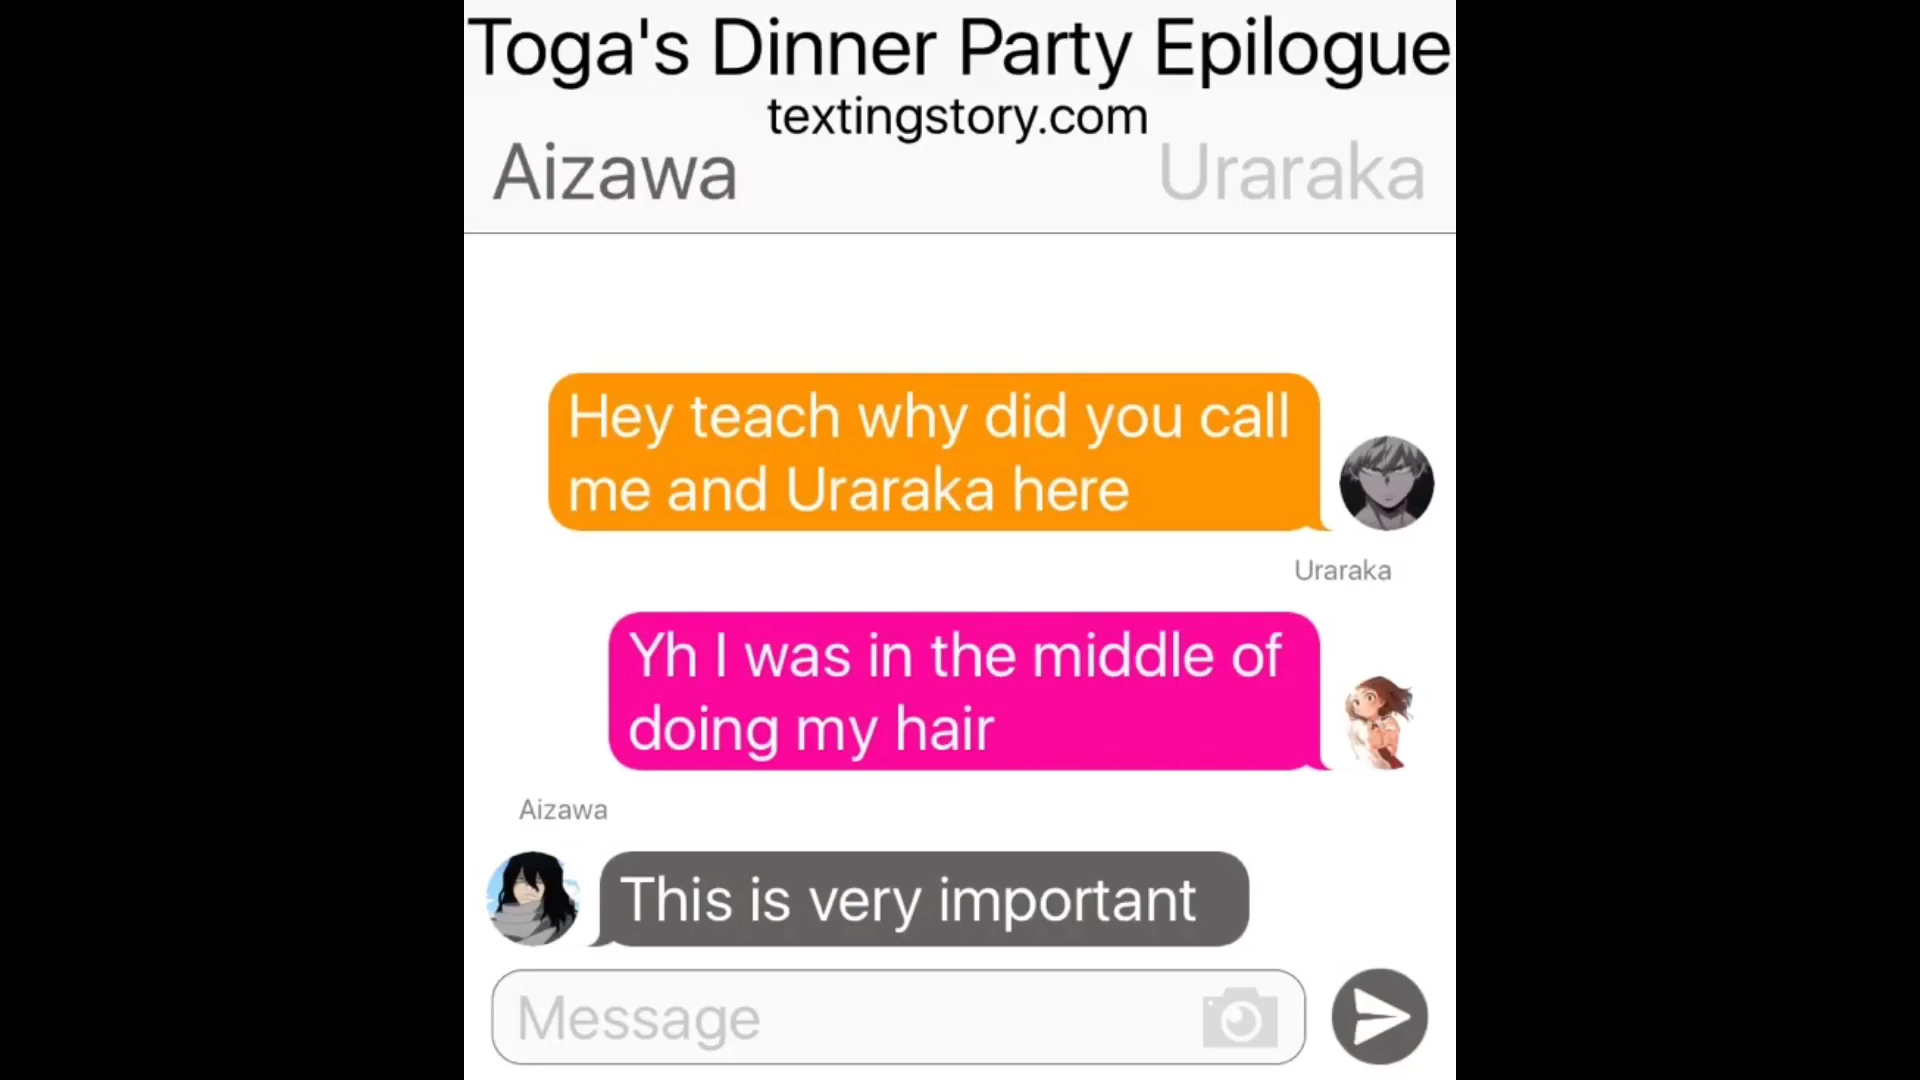 Toga's Dinner Party Epilogue
textingstory.com
Aizawa
Uraraka
Hey teach why did you call
me and Uraraka here
Uraraka
Yh I was in the middle of
doing my hair
Aizawa
This is very important
Message